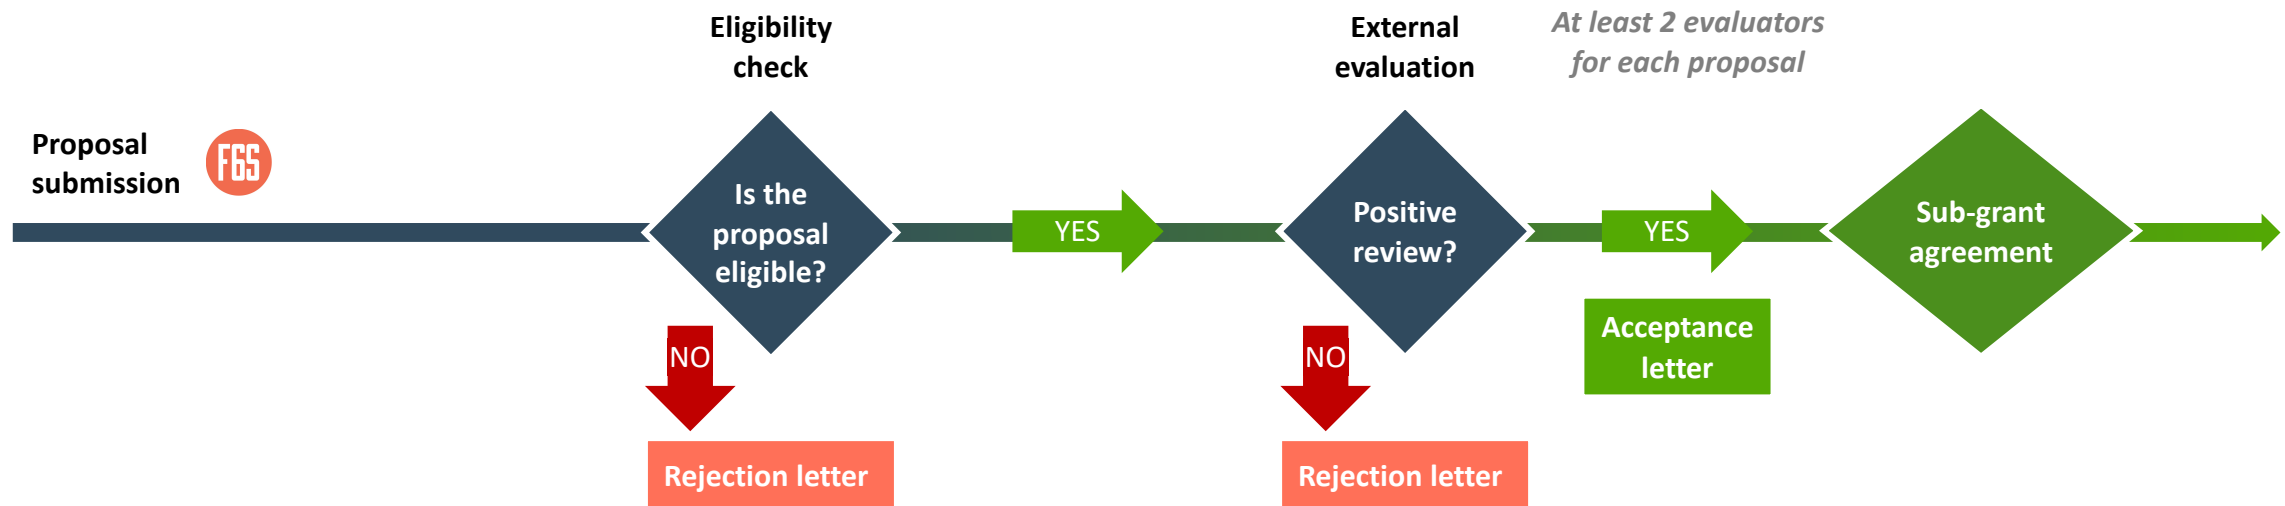 Proposal
submission
F6S
Eligibility
check
Is the
proposal
eligible?
NO
Rejection letter
YES
External
evaluation
Positive
review?
NO
Rejection letter
At least 2 evaluators
for each proposal
YES
Acceptance
letter
Sub-grant
agreement